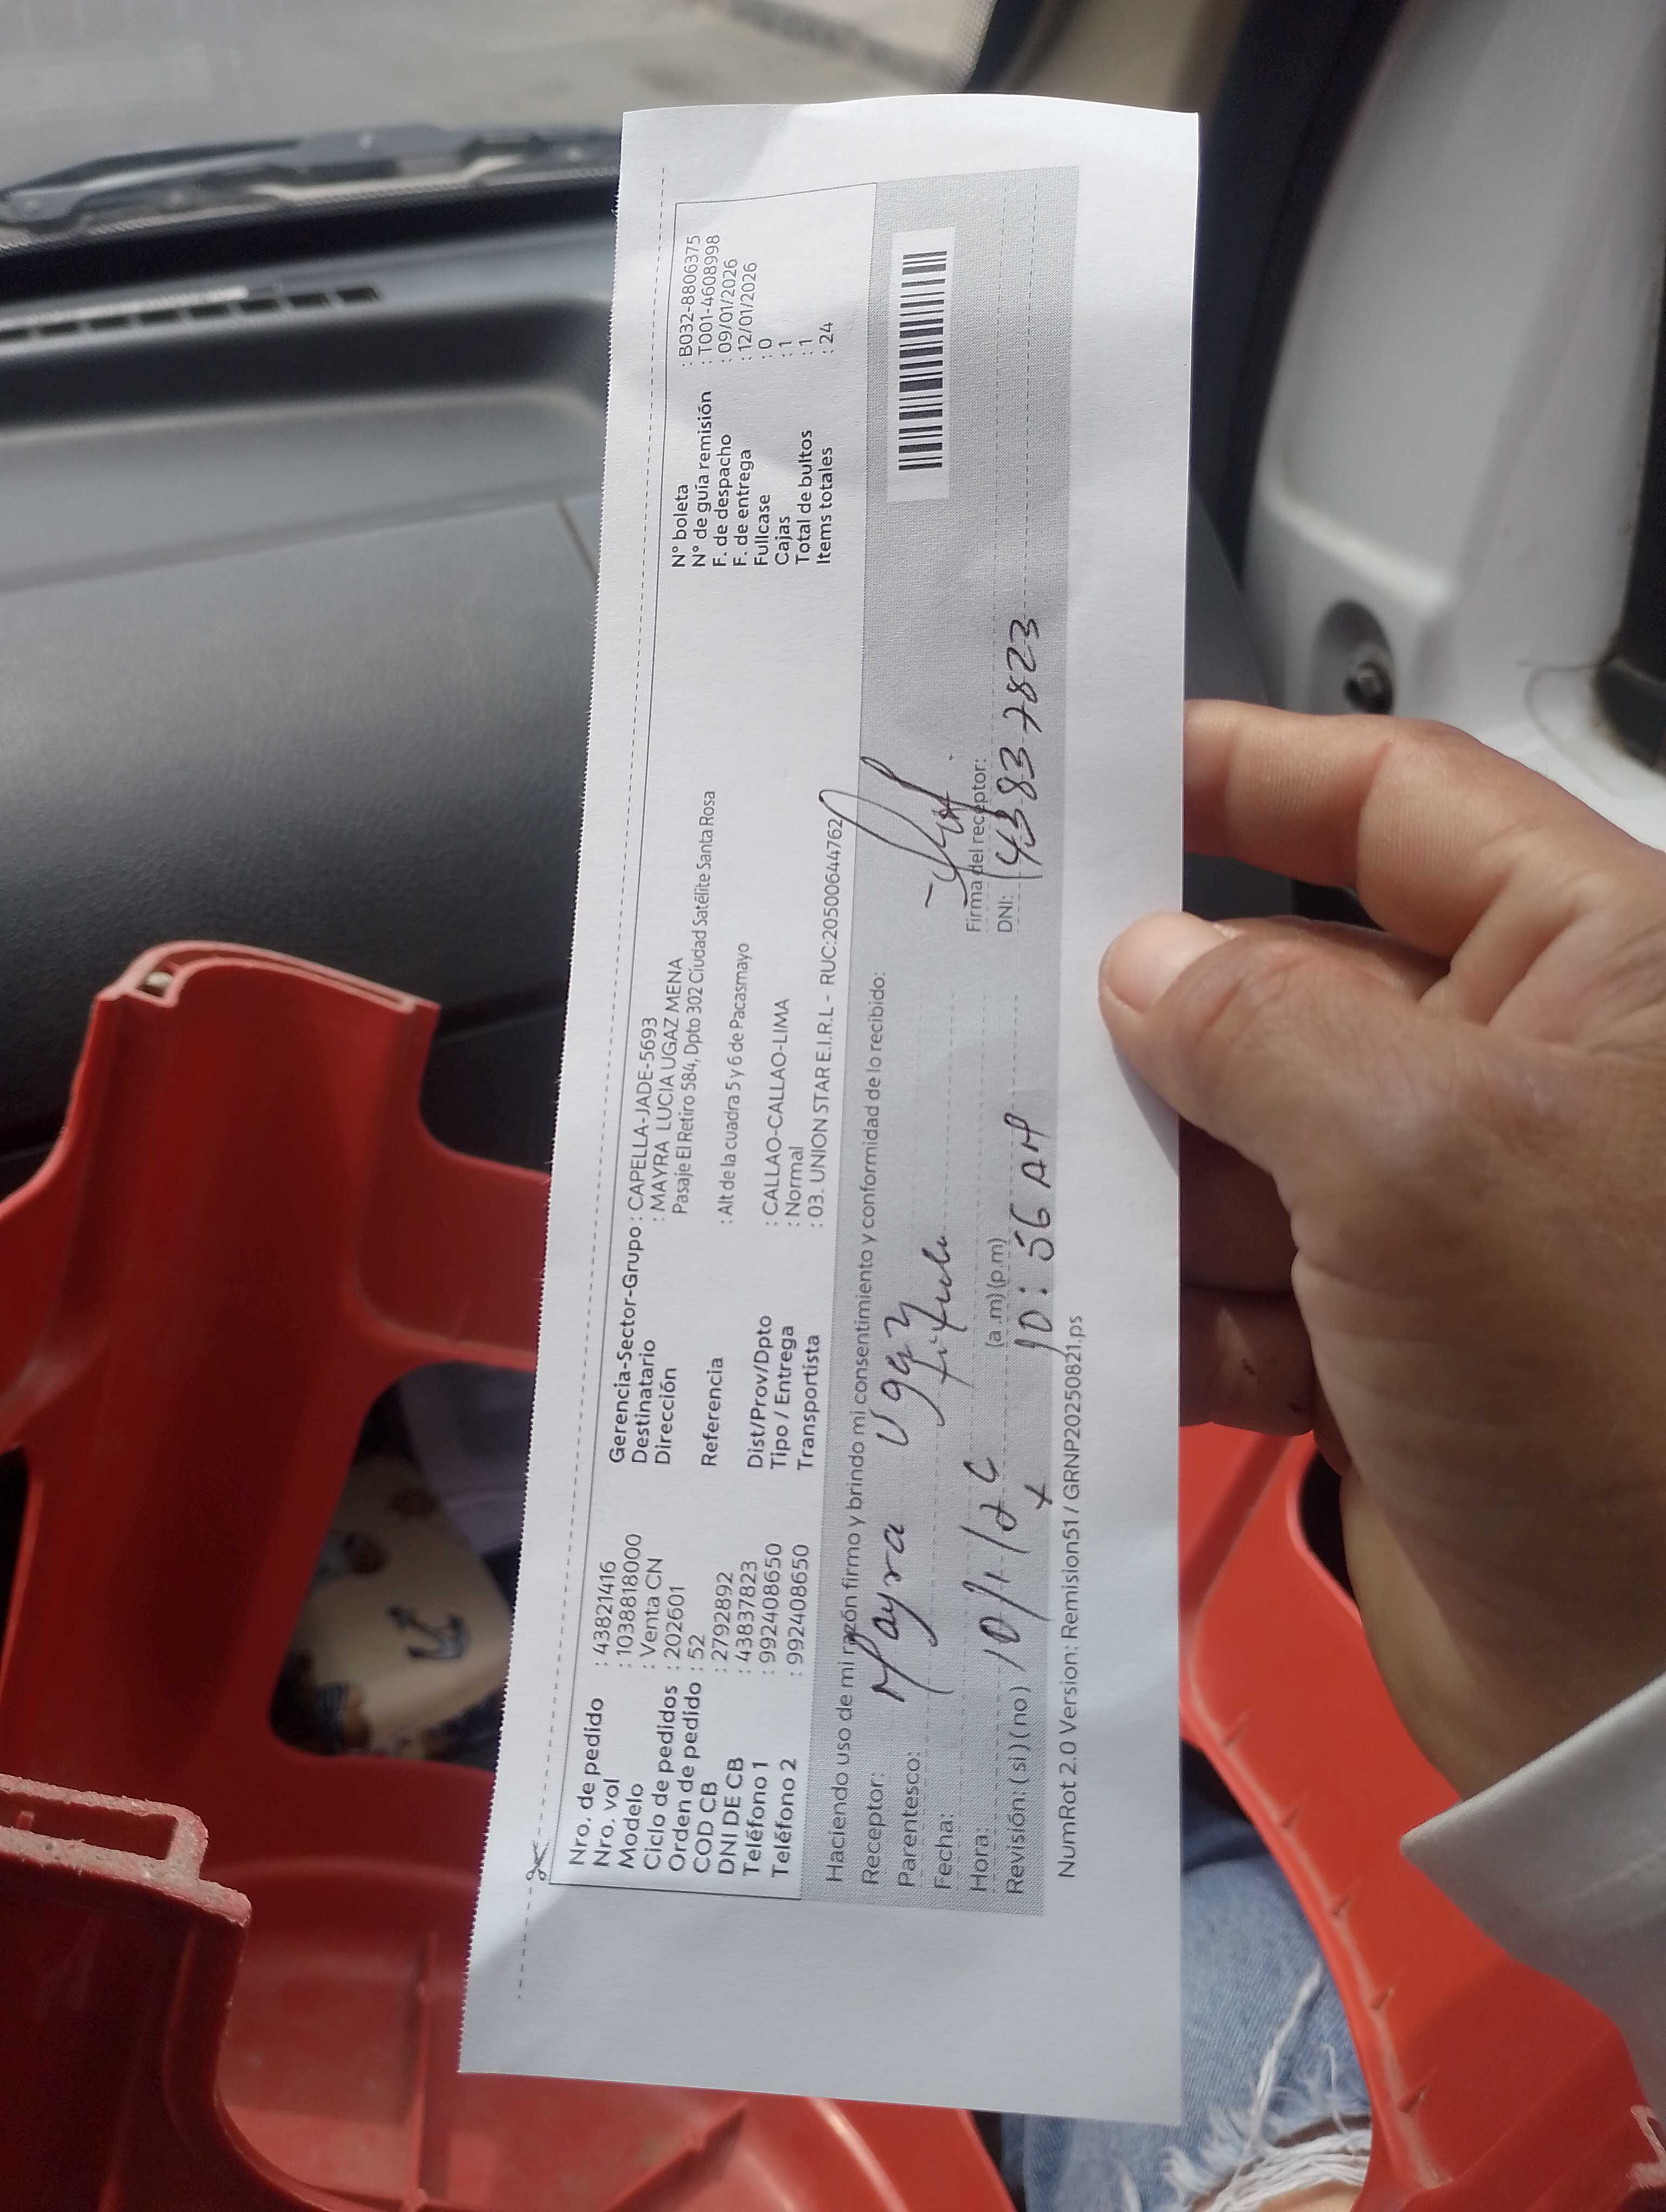 Nro. de pedido : 43821416
Nro. vol : 1038818000
Modelo : Venta CN
Ciclo de pedidos : 202601
Orden de pedido : 52
COD CB : 2792892
DNI DE CB : 43837823
Teléfono 1 : 992408650
Teléfono 2 : 992408650
Gerencia-Sector-Grupo : CAPELLA-JADE-5693
Destinatario : MAYRA LUCIA UGAZ MENA
Dirección Pasaje El Retiro 584, Dpto 302 Ciudad Satélite Santa Rosa
Referencia : Alt de la cuadra 5 y 6 de Pacasmayo
Dist/Prov/Dpto : CALLAO-CALLAO-LIMA
Tipo / Entrega : Normal
Transportista : 03. UNION STAR E.I.R.L - RUC:20500644762
N° boleta : B032-8806375
N° de guía remisión : T001-4608998
F. de despacho : 09/01/2026
F. de entrega : 12/01/2026
Fullcase : 0
Cajas : 1
Total de bultos : 1
Items totales : 24
Haciendo uso de mi razón firmo y brindo mi consentimiento y conformidad de lo recibido:
Receptor: Mayra Ugaz
Parentesco:
Fecha: 10/1/26
Hora: (a.m) (p.m) 10:56 AM
Revisión: (si) (no)
Firma del receptor:
DNI: 43837823
NumRot 2.0 Version: Remision51 / GRNP20250821.ps